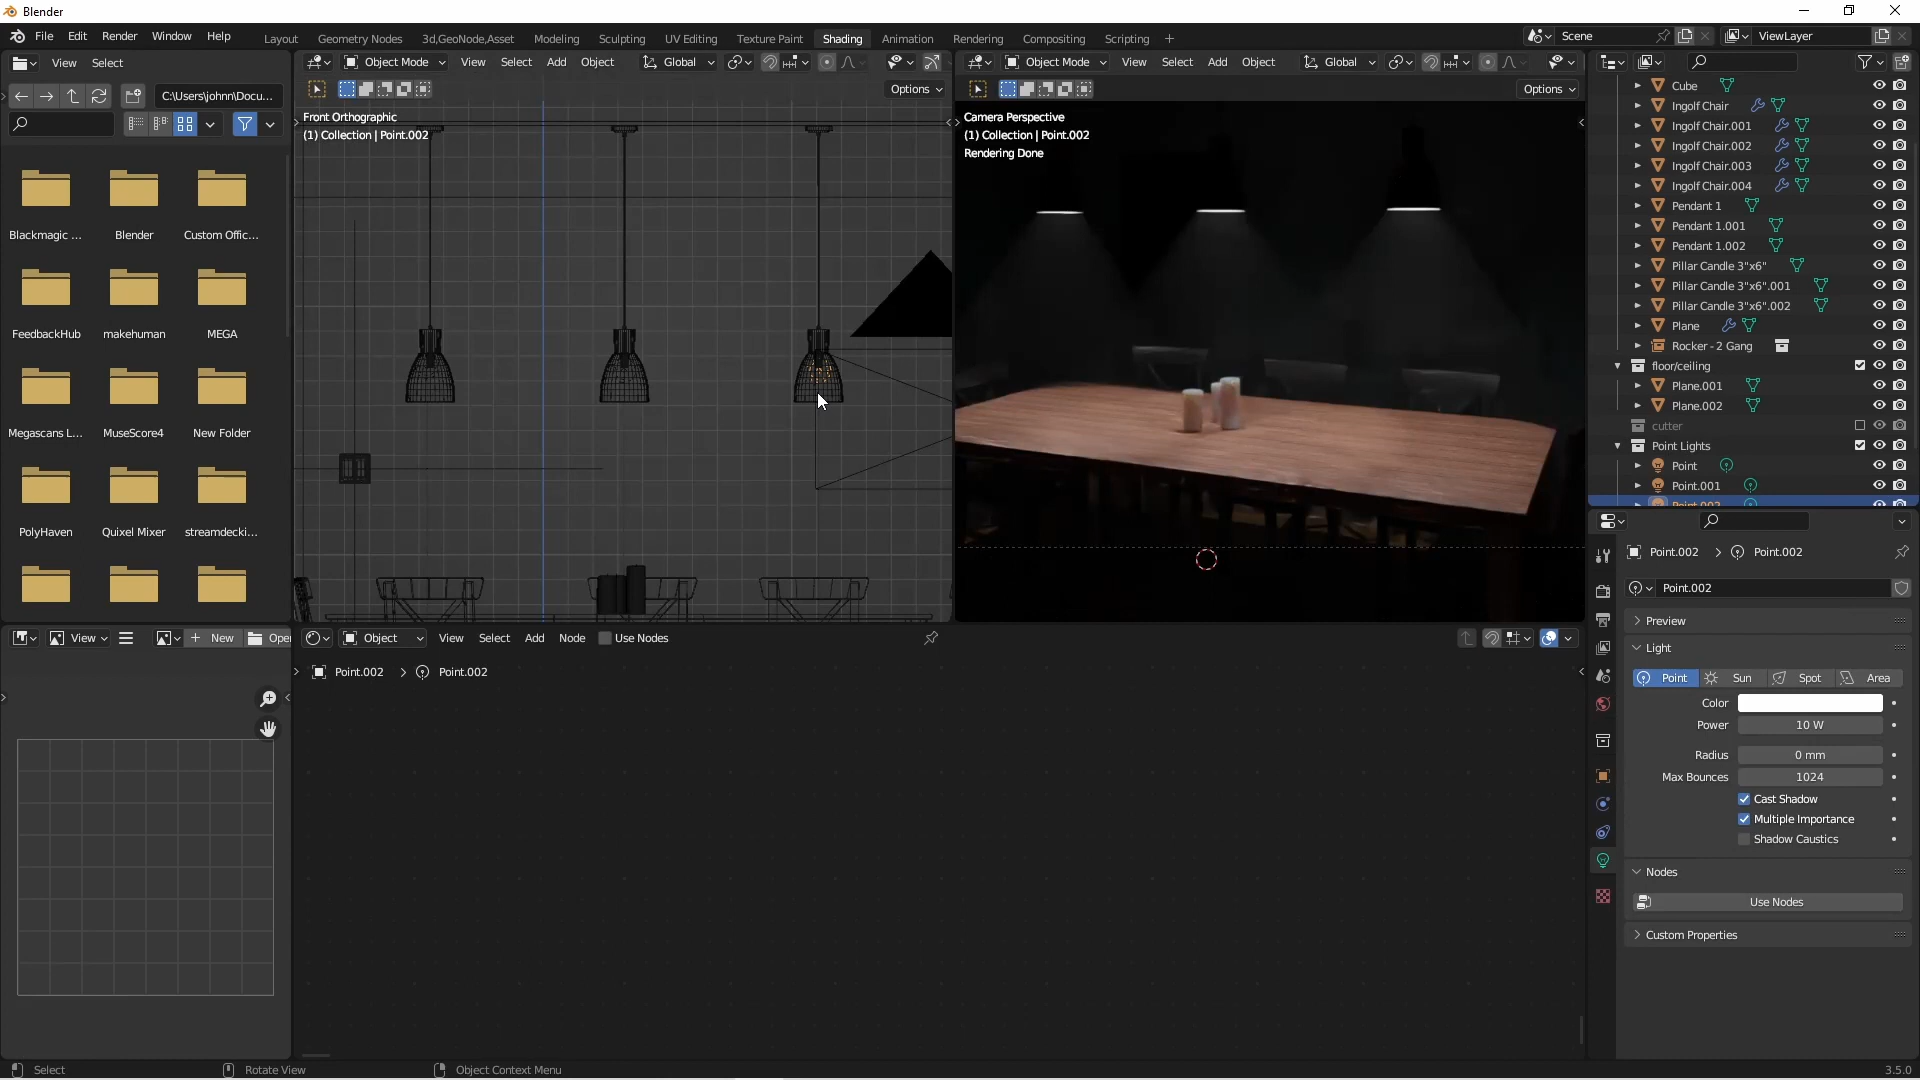 Blender
File Edit Render Window Help
Layout Geometry Nodes 3d,GeoNode,Asset Modeling Sculpting UV Editing Texture Paint Shading Animation Rendering Compositing Scripting +
Scene
ViewLayer
View Select
Object Mode View Select Add Object Global
Object Mode View Select Add Object Global
C:\Users\johnn\Docu...
Options
Options
Front Orthographic
(1) Collection | Point.002
Camera Perspective
(1) Collection | Point.002
Rendering Done
Blackmagic ...
Blender
Custom Offic...
FeedbackHub
makehuman
MEGA
Megascans L...
MuseScore4
New Folder
PolyHaven
Quixel Mixer
streamdecki...
Cube
Ingolf Chair
Ingolf Chair.001
Ingolf Chair.002
Ingolf Chair.003
Ingolf Chair.004
Pendant 1
Pendant 1.001
Pendant 1.002
Pillar Candle 3"x6"
Pillar Candle 3"x6".001
Pillar Candle 3"x6".002
Plane
Rocker - 2 Gang
floor/ceiling
Plane.001
Plane.002
cutter
Point Lights
Point
Point.001
Point.002
Point.002 > Point.002
Point.002
Preview
Light
Point Sun Spot Area
Color
Power 10 W
Radius 0 mm
Max Bounces 1024
Cast Shadow
Multiple Importance
Shadow Caustics
Nodes
Use Nodes
Custom Properties
View + New Open
Object View Select Add Node Use Nodes
Point.002 > Point.002
Select Rotate View Object Context Menu 3.5.0